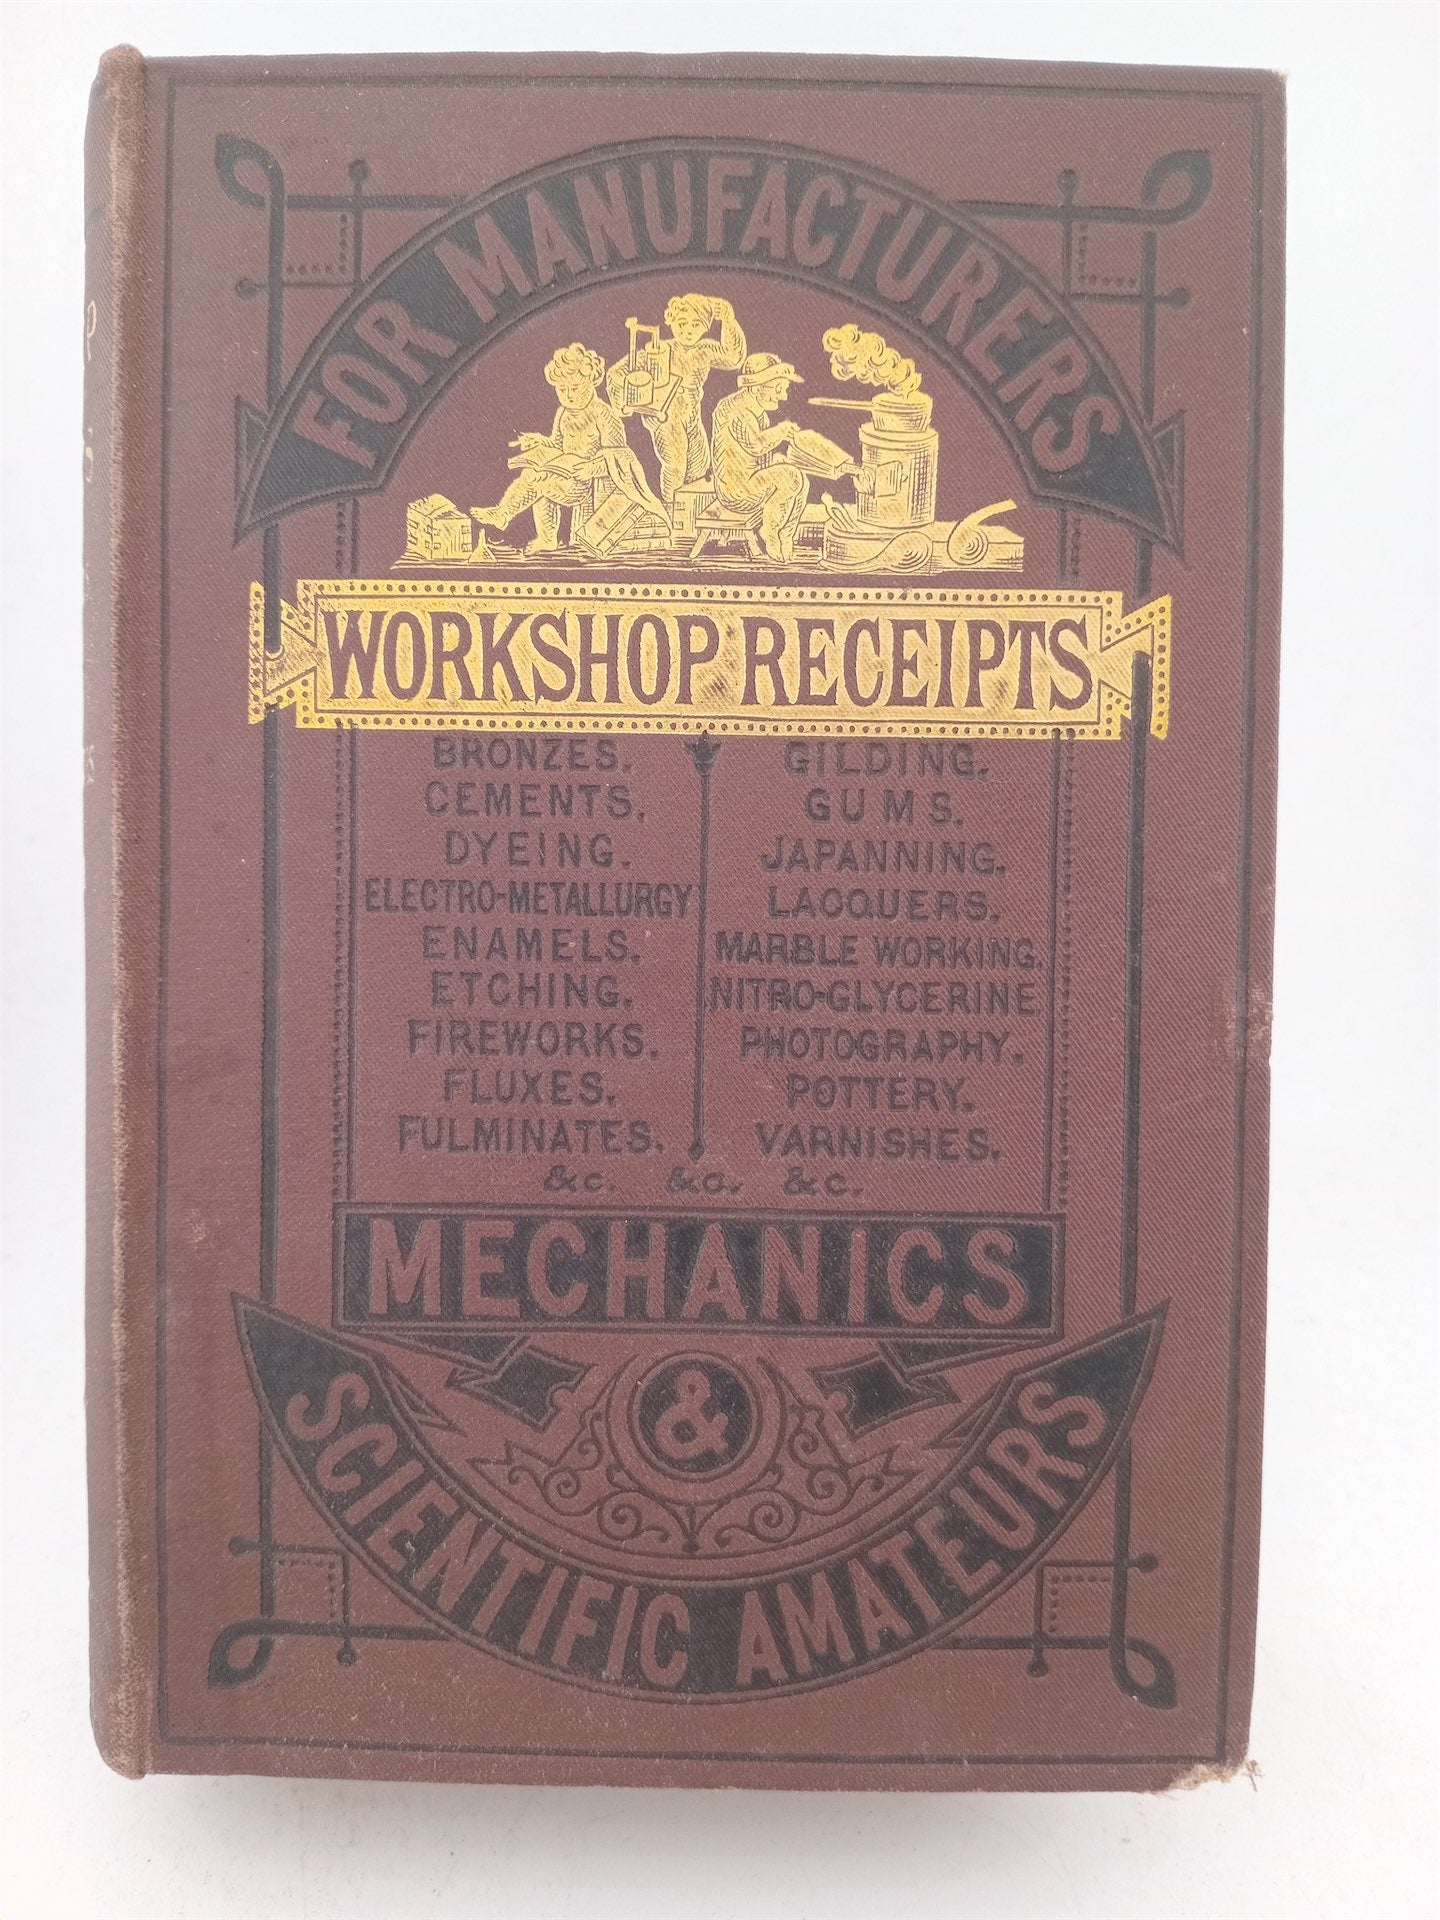 FOR MANUFACTURERS
WORKSHOP RECEIPTS
BRONZES.
CEMENTS.
DYEING.
ELECTRO-METALLURGY
ENAMELS.
ETCHING.
FIREWORKS.
FLUXES.
FULMINATES.
GILDING.
GUMS.
JAPANNING.
LACQUERS.
MARBLE WORKING.
NITRO-GLYCERINE
PHOTOGRAPHY.
POTTERY.
VARNISHES.
&c. &c. &c.
MECHANICS
&
SCIENTIFIC AMATEURS